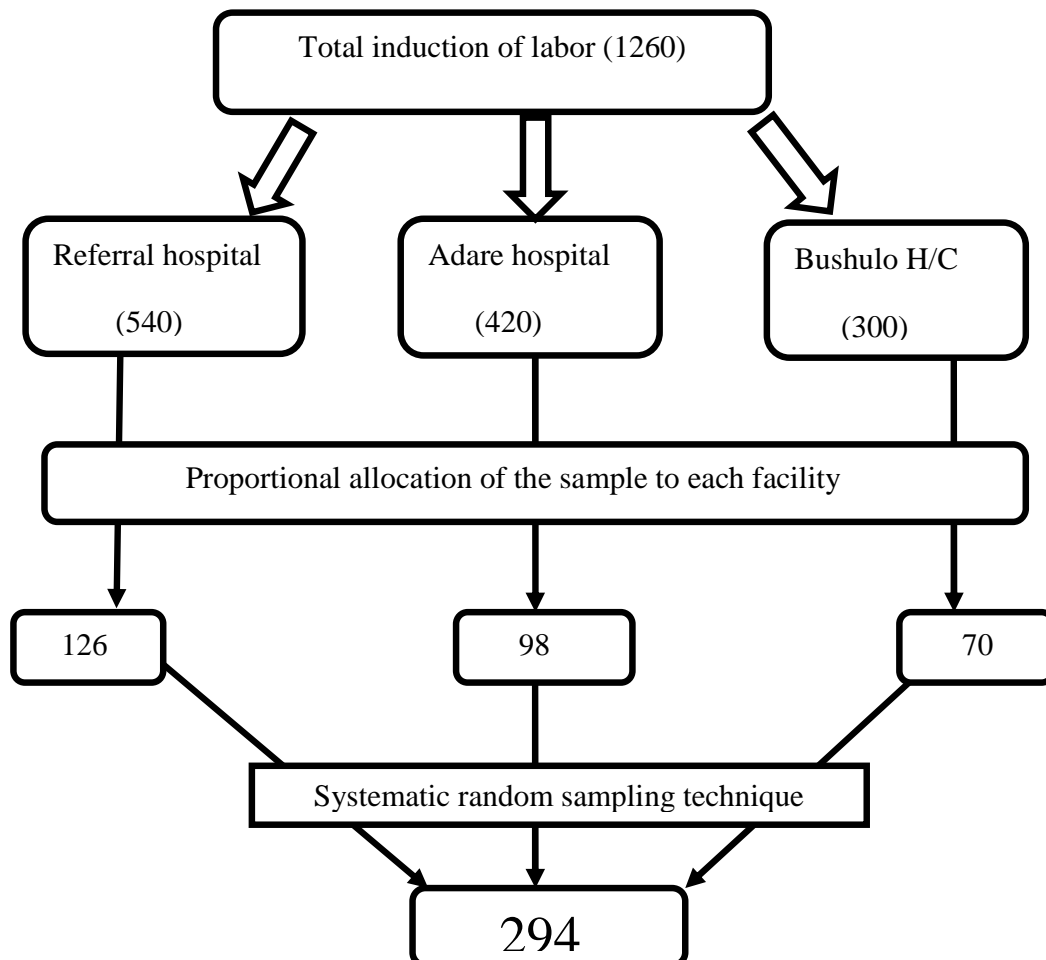 Total induction of labor (1260)
Referral hospital
(540)
Adare hospital
(420)
Bushulo H/C
(300)
Proportional allocation of the sample to each facility
126
98
70
Systematic random sampling technique
294